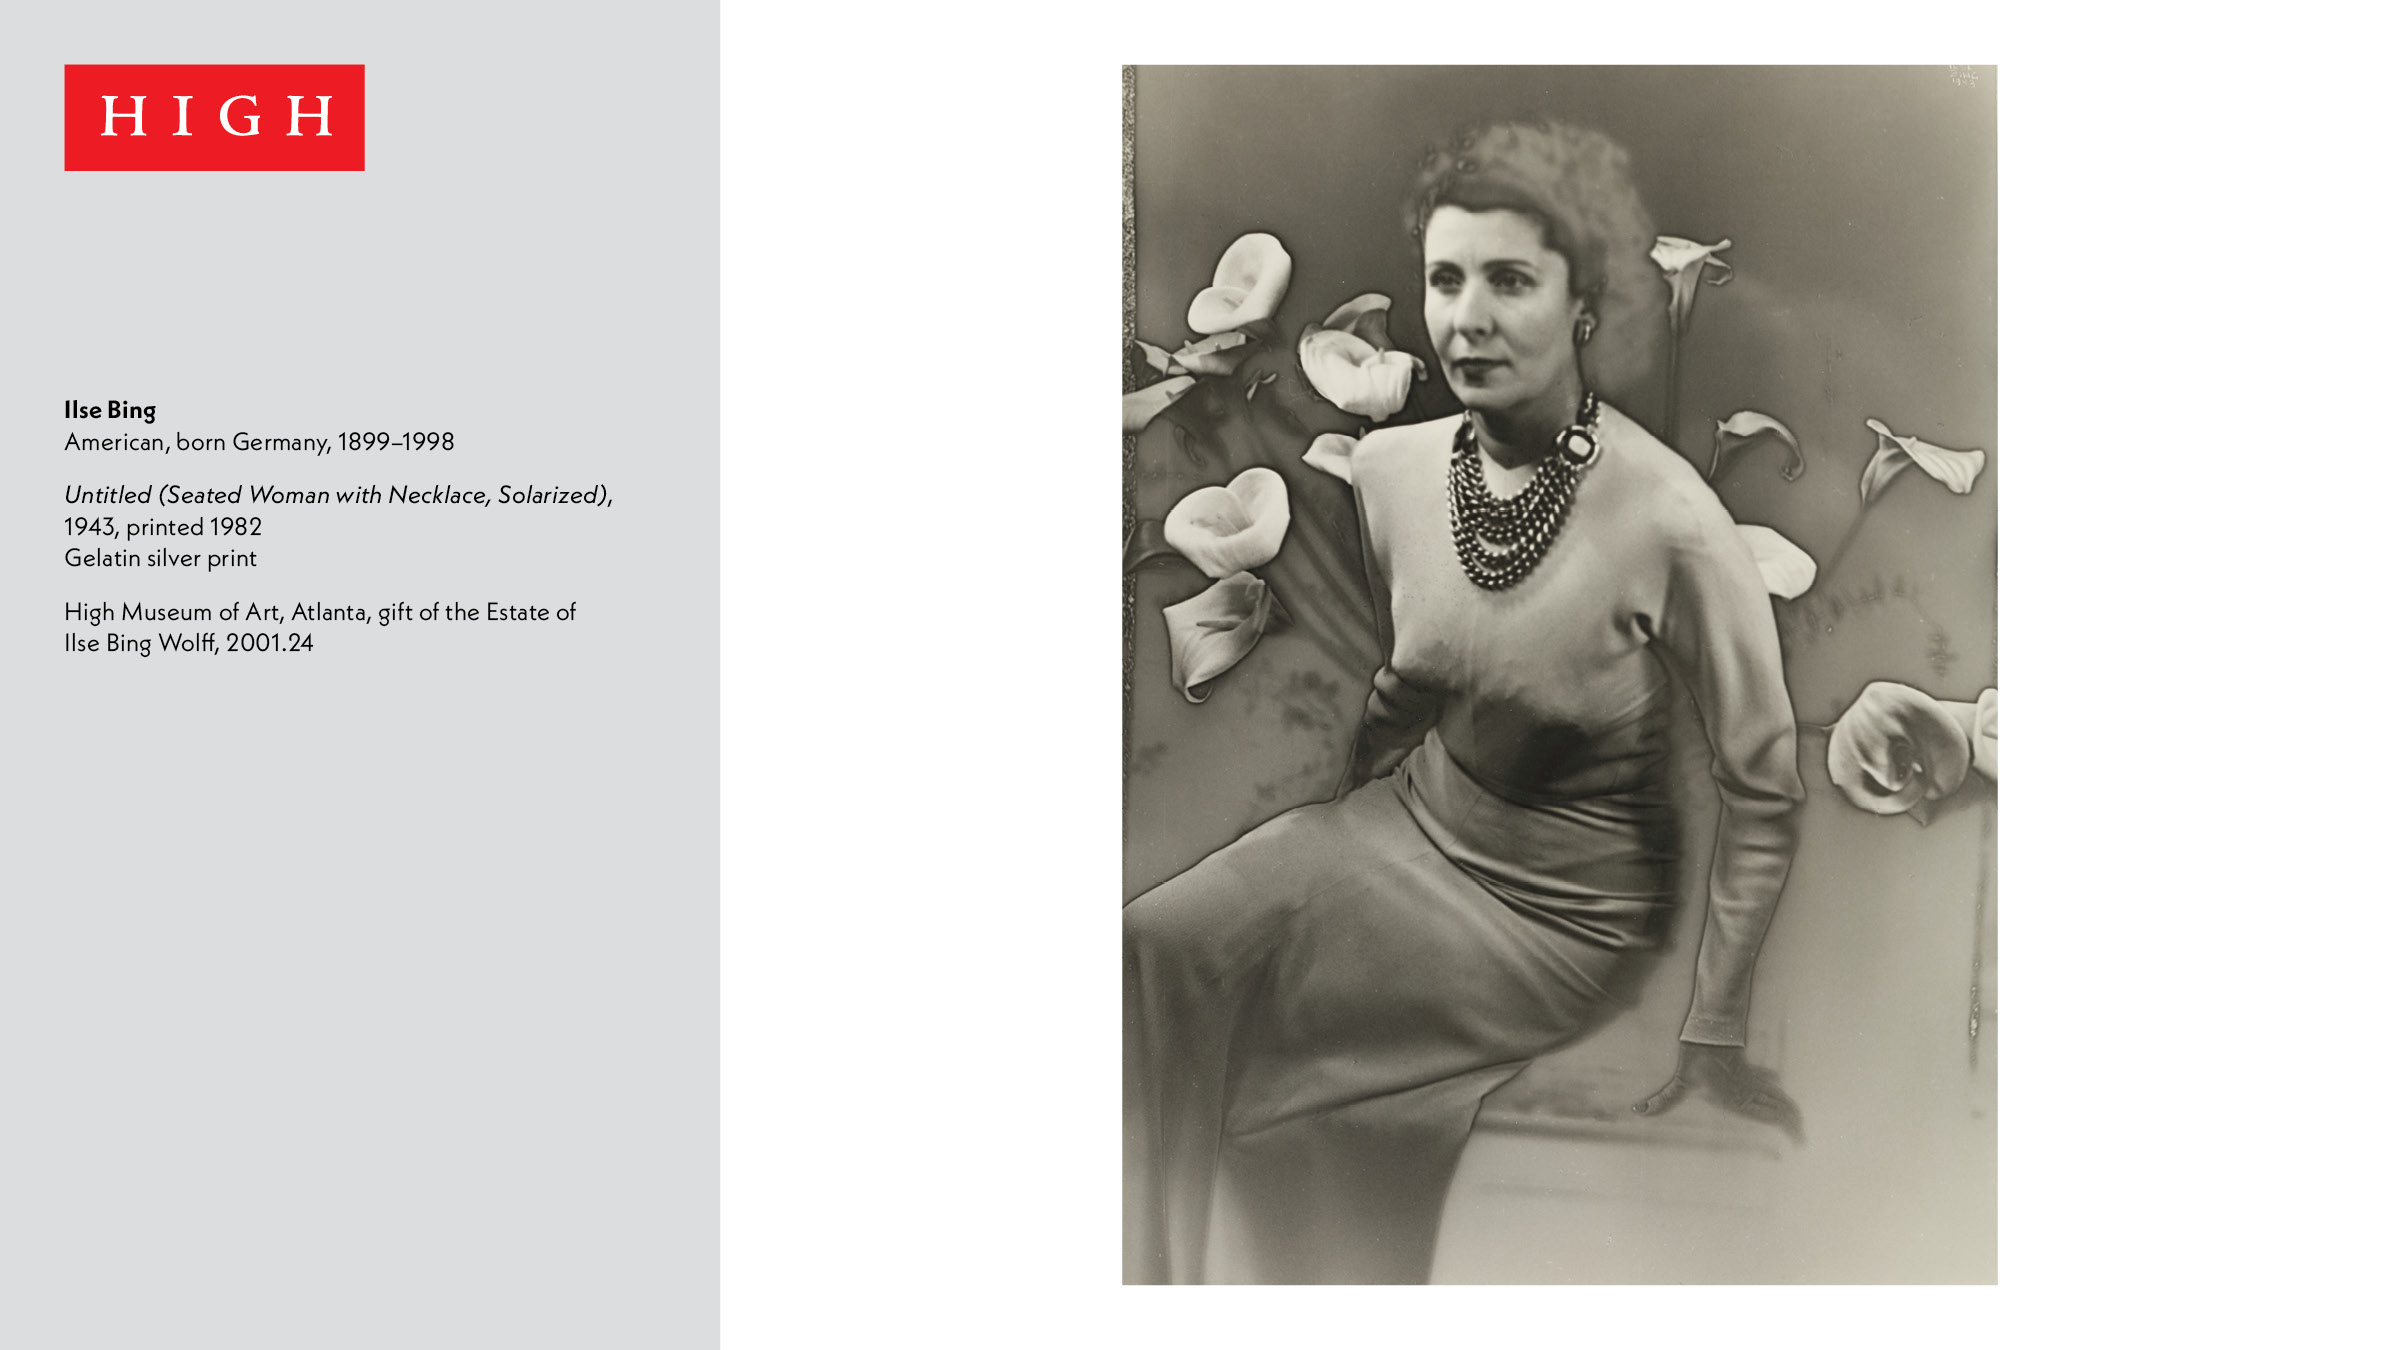 HIGH
Ilse Bing
American, born Germany, 1899–1998
Untitled (Seated Woman with Necklace, Solarized),
1943, printed 1982
Gelatin silver print
High Museum of Art, Atlanta, gift of the Estate of
Ilse Bing Wolff, 2001.24